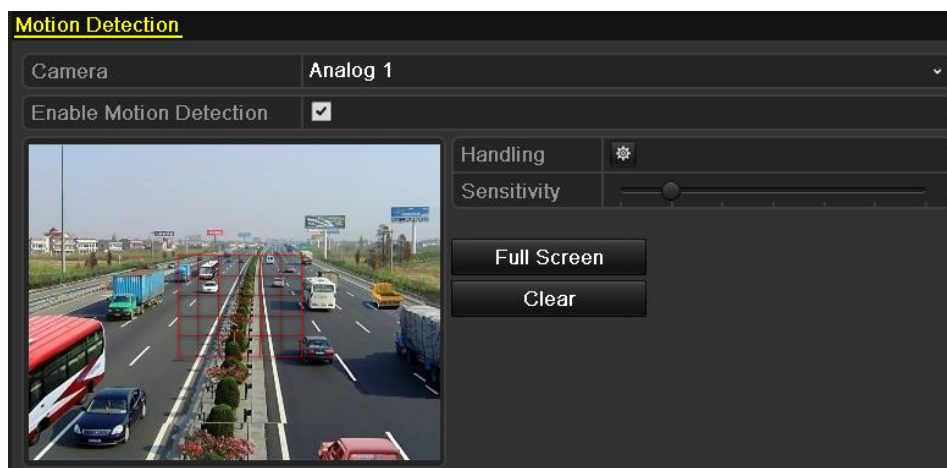 Motion Detection
Camera
Analog 1
Enable Motion Detection
Handling
Sensitivity
Full Screen
Clear